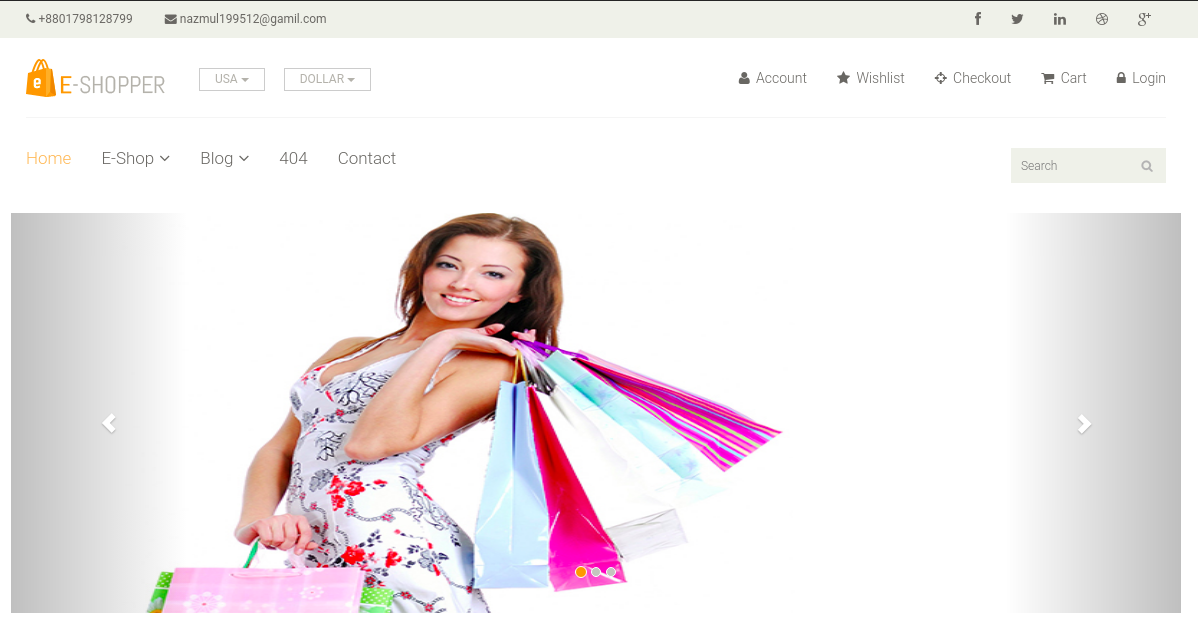 +8801798128799 nazmul199512@gamil.com
E-SHOPPER USA DOLLAR Account Wishlist Checkout Cart Login
Home E-Shop Blog 404 Contact Search